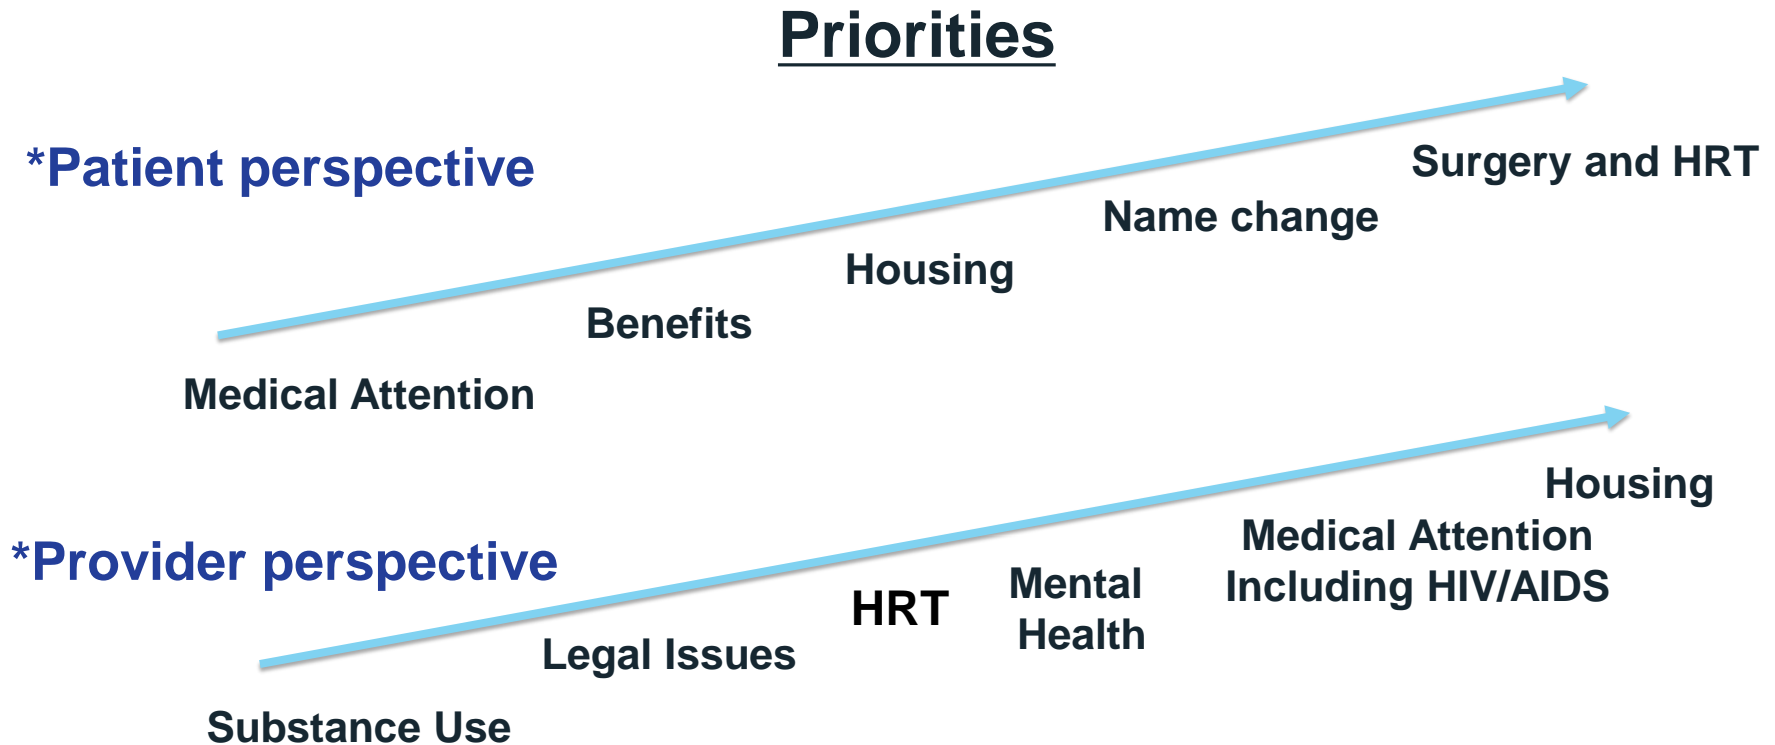 Priorities
*Patient perspective
Surgery and HRT
Name change
Housing
Benefits
Medical Attention
*Provider perspective
Housing
Medical Attention
Including HIV/AIDS
Mental
Health
HRT
Legal Issues
Substance Use